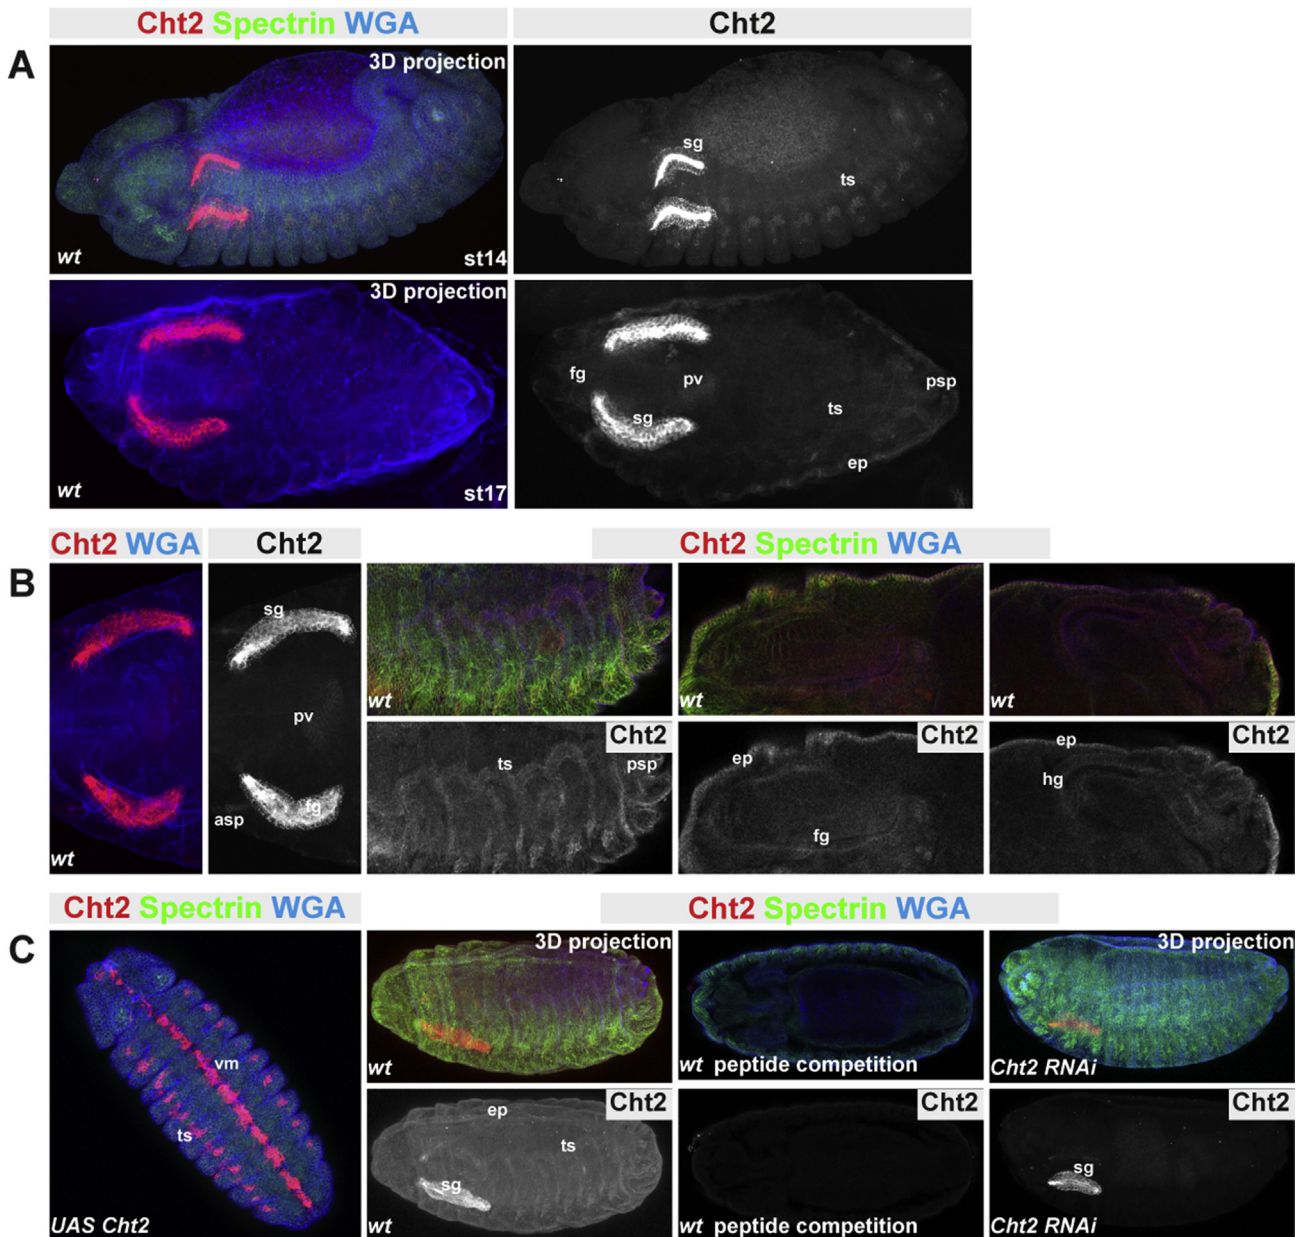 Cht2 Spectrin WGA
Cht2
A
3D projection
wt
st14
sg
ts
3D projection
wt
st17
fg
pv
sg
ts
psp
ep
Cht2 WGA
Cht2
Cht2 Spectrin WGA
B
wt
sg
pv
fg
asp
wt
wt
wt
Cht2
ts
psp
Cht2
ep
fg
Cht2
ep
hg
Cht2 Spectrin WGA
Cht2 Spectrin WGA
C
vm
ts
UAS Cht2
3D projection
wt
wt peptide competition
3D projection
Cht2 RNAi
Cht2
ep
ts
sg
wt
Cht2
wt peptide competition
Cht2
sg
Cht2 RNAi